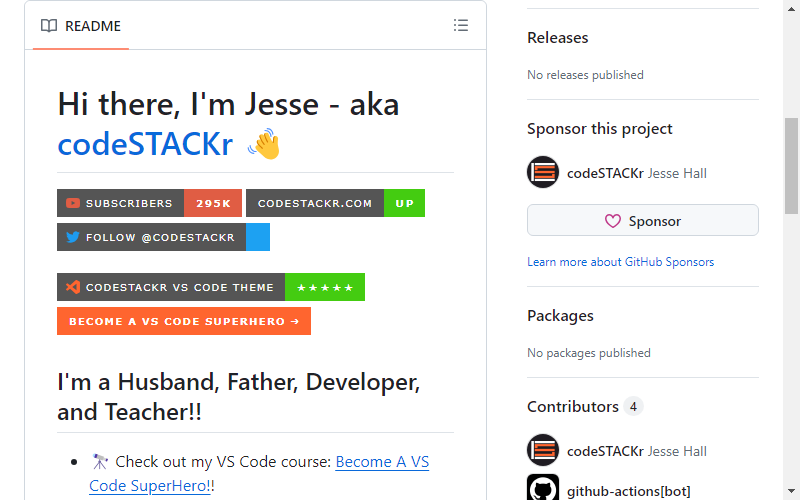 README
Hi there, I'm Jesse - aka
codeSTACKr 👋
SUBSCRIBERS 295K CODESTACKR.COM UP
FOLLOW @CODESTACKR
CODESTACKR VS CODE THEME ★★★★★
BECOME A VS CODE SUPERHERO →
I'm a Husband, Father, Developer,
and Teacher!!
• 🔭 Check out my VS Code course: Become A VS
Code SuperHero!!
Releases
No releases published
Sponsor this project
codeSTACKr Jesse Hall
Sponsor
Learn more about GitHub Sponsors
Packages
No packages published
Contributors 4
codeSTACKr Jesse Hall
github-actions[bot]